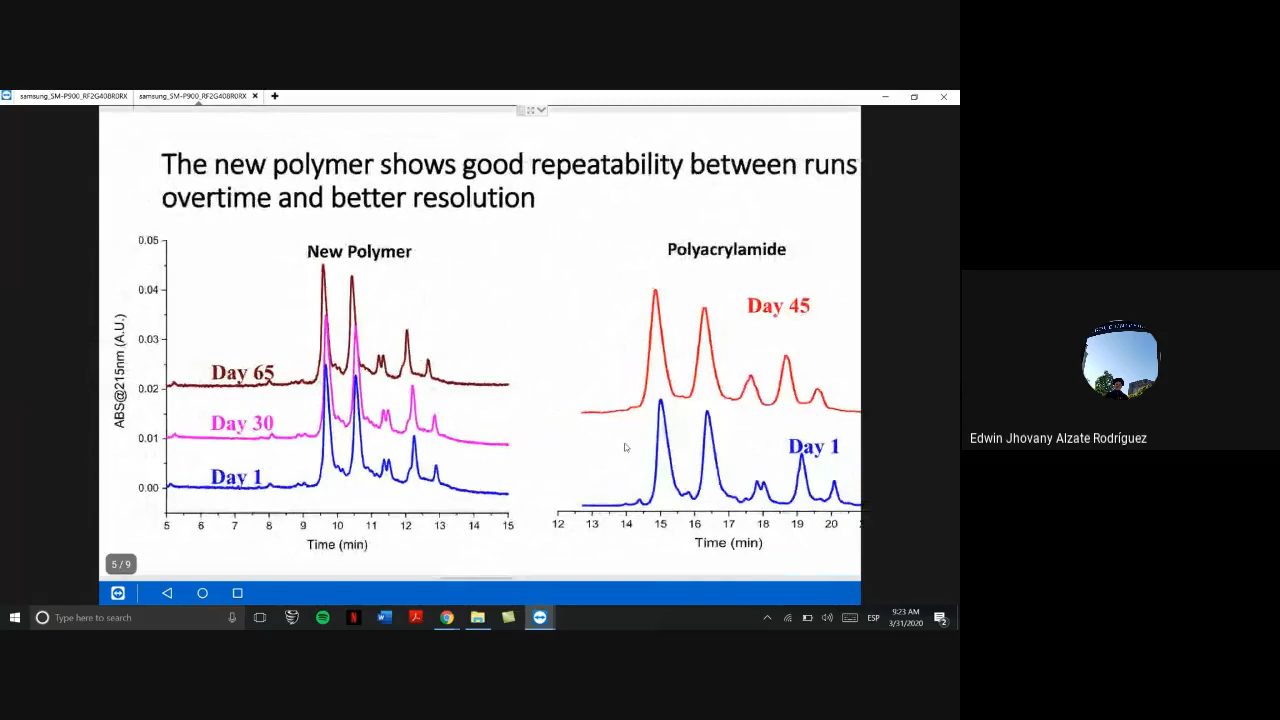 samsung_SM-P900_RF2G408R0RX
samsung_SM-P900_RF2G408R0RX
The new polymer shows good repeatability between runs
overtime and better resolution
New Polymer
Day 65
Day 30
Day 1
ABS@215nm (A.U.)
0.05
0.04
0.03
0.02
0.01
0.00
5 6 7 8 9 10 11 12 13 14 15
Time (min)
Polyacrylamide
Day 45
Day 1
12 13 14 15 16 17 18 19 20
Time (min)
5 / 9
Edwin Jhovany Alzate Rodríguez
Type here to search
ESP
9:23 AM
3/31/2020
2